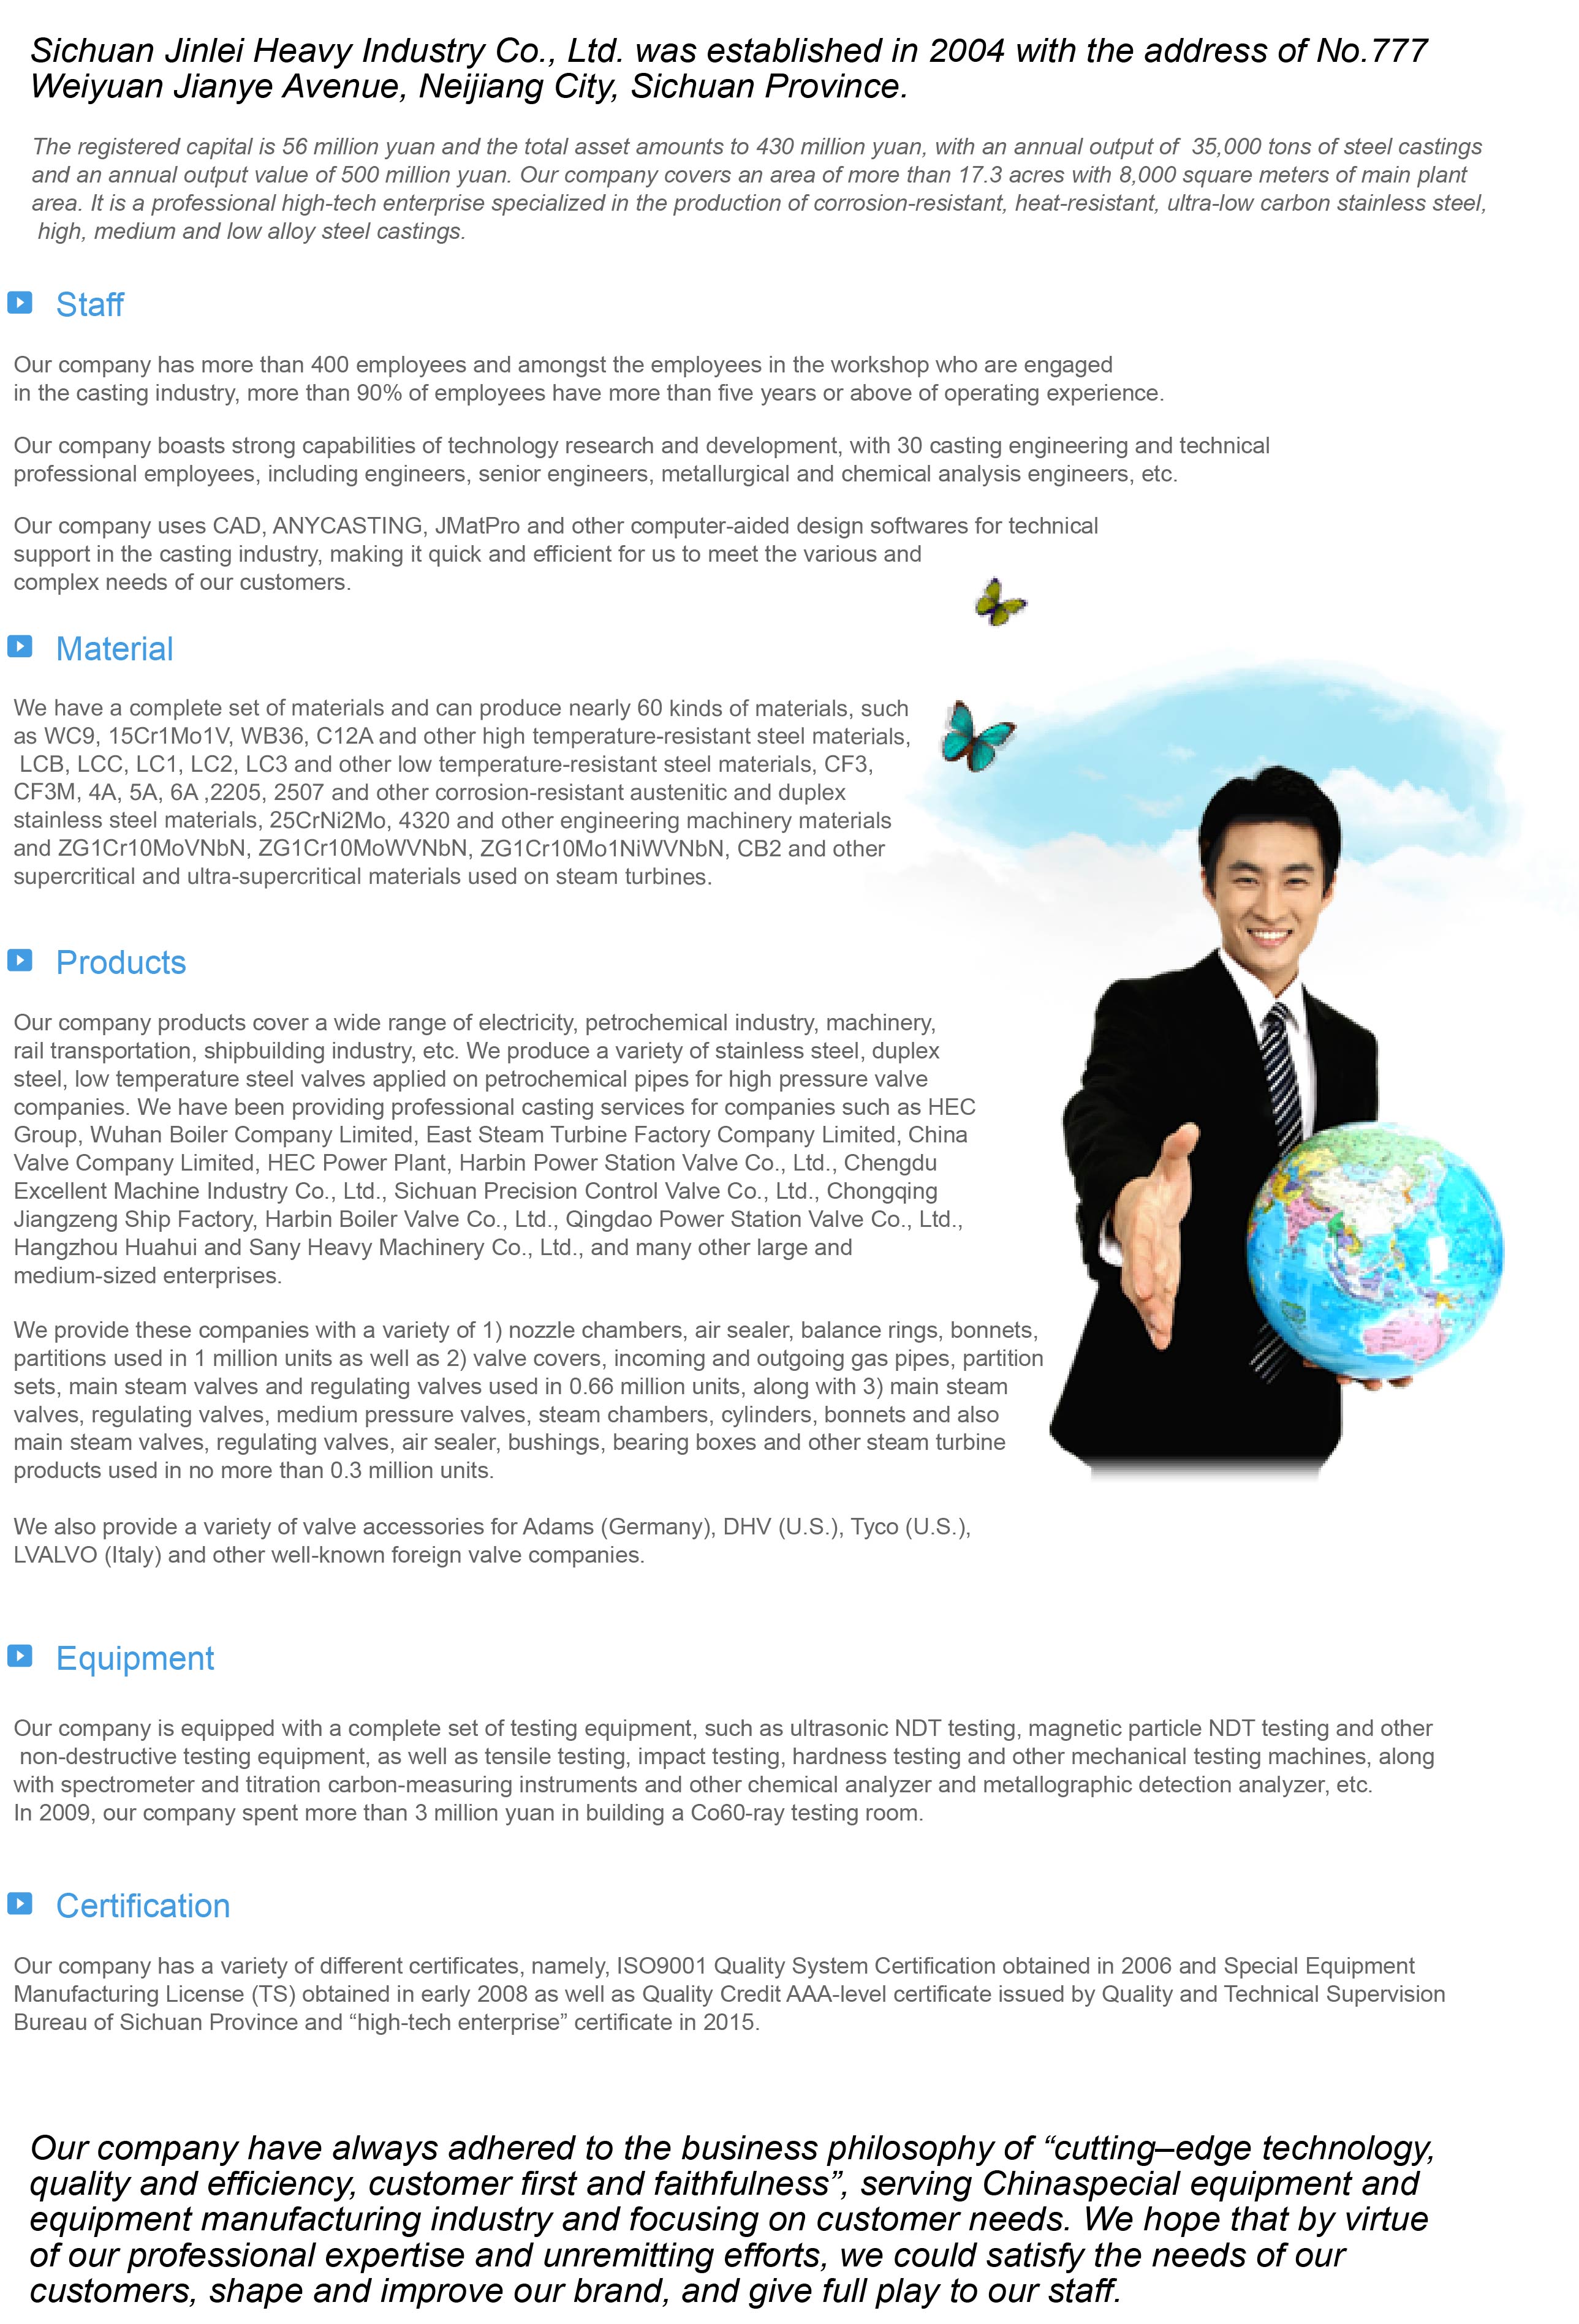 Sichuan Jinlei Heavy Industry Co., Ltd. was established in 2004 with the address of No.777
Weiyuan Jianye Avenue, Neijiang City, Sichuan Province.
The registered capital is 56 million yuan and the total asset amounts to 430 million yuan, with an annual output of 35,000 tons of steel castings
and an annual output value of 500 million yuan. Our company covers an area of more than 17.3 acres with 8,000 square meters of main plant
area. It is a professional high-tech enterprise specialized in the production of corrosion-resistant, heat-resistant, ultra-low carbon stainless steel,
high, medium and low alloy steel castings.
Staff
Our company has more than 400 employees and amongst the employees in the workshop who are engaged
in the casting industry, more than 90% of employees have more than five years or above of operating experience.
Our company boasts strong capabilities of technology research and development, with 30 casting engineering and technical
professional employees, including engineers, senior engineers, metallurgical and chemical analysis engineers, etc.
Our company uses CAD, ANYCASTING, JMatPro and other computer-aided design softwares for technical
support in the casting industry, making it quick and efficient for us to meet the various and
complex needs of our customers.
Material
We have a complete set of materials and can produce nearly 60 kinds of materials, such
as WC9, 15Cr1Mo1V, WB36, C12A and other high temperature-resistant steel materials,
LCB, LCC, LC1, LC2, LC3 and other low temperature-resistant steel materials, CF3,
CF3M, 4A, 5A, 6A ,2205, 2507 and other corrosion-resistant austenitic and duplex
stainless steel materials, 25CrNi2Mo, 4320 and other engineering machinery materials
and ZG1Cr10MoVNbN, ZG1Cr10MoWVNbN, ZG1Cr10Mo1NiWVNbN, CB2 and other
supercritical and ultra-supercritical materials used on steam turbines.
Products
Our company products cover a wide range of electricity, petrochemical industry, machinery,
rail transportation, shipbuilding industry, etc. We produce a variety of stainless steel, duplex
steel, low temperature steel valves applied on petrochemical pipes for high pressure valve
companies. We have been providing professional casting services for companies such as HEC
Group, Wuhan Boiler Company Limited, East Steam Turbine Factory Company Limited, China
Valve Company Limited, HEC Power Plant, Harbin Power Station Valve Co., Ltd., Chengdu
Excellent Machine Industry Co., Ltd., Sichuan Precision Control Valve Co., Ltd., Chongqing
Jiangzeng Ship Factory, Harbin Boiler Valve Co., Ltd., Qingdao Power Station Valve Co., Ltd.,
Hangzhou Huahui and Sany Heavy Machinery Co., Ltd., and many other large and
medium-sized enterprises.
We provide these companies with a variety of 1) nozzle chambers, air sealer, balance rings, bonnets,
partitions used in 1 million units as well as 2) valve covers, incoming and outgoing gas pipes, partition
sets, main steam valves and regulating valves used in 0.66 million units, along with 3) main steam
valves, regulating valves, medium pressure valves, steam chambers, cylinders, bonnets and also
main steam valves, regulating valves, air sealer, bushings, bearing boxes and other steam turbine
products used in no more than 0.3 million units.
We also provide a variety of valve accessories for Adams (Germany), DHV (U.S.), Tyco (U.S.),
LVALVO (Italy) and other well-known foreign valve companies.
Equipment
Our company is equipped with a complete set of testing equipment, such as ultrasonic NDT testing, magnetic particle NDT testing and other
non-destructive testing equipment, as well as tensile testing, impact testing, hardness testing and other mechanical testing machines, along
with spectrometer and titration carbon-measuring instruments and other chemical analyzer and metallographic detection analyzer, etc.
In 2009, our company spent more than 3 million yuan in building a Co60-ray testing room.
Certification
Our company has a variety of different certificates, namely, ISO9001 Quality System Certification obtained in 2006 and Special Equipment
Manufacturing License (TS) obtained in early 2008 as well as Quality Credit AAA-level certificate issued by Quality and Technical Supervision
Bureau of Sichuan Province and “high-tech enterprise” certificate in 2015.
Our company have always adhered to the business philosophy of “cutting–edge technology,
quality and efficiency, customer first and faithfulness”, serving Chinaspecial equipment and
equipment manufacturing industry and focusing on customer needs. We hope that by virtue
of our professional expertise and unremitting efforts, we could satisfy the needs of our
customers, shape and improve our brand, and give full play to our staff.